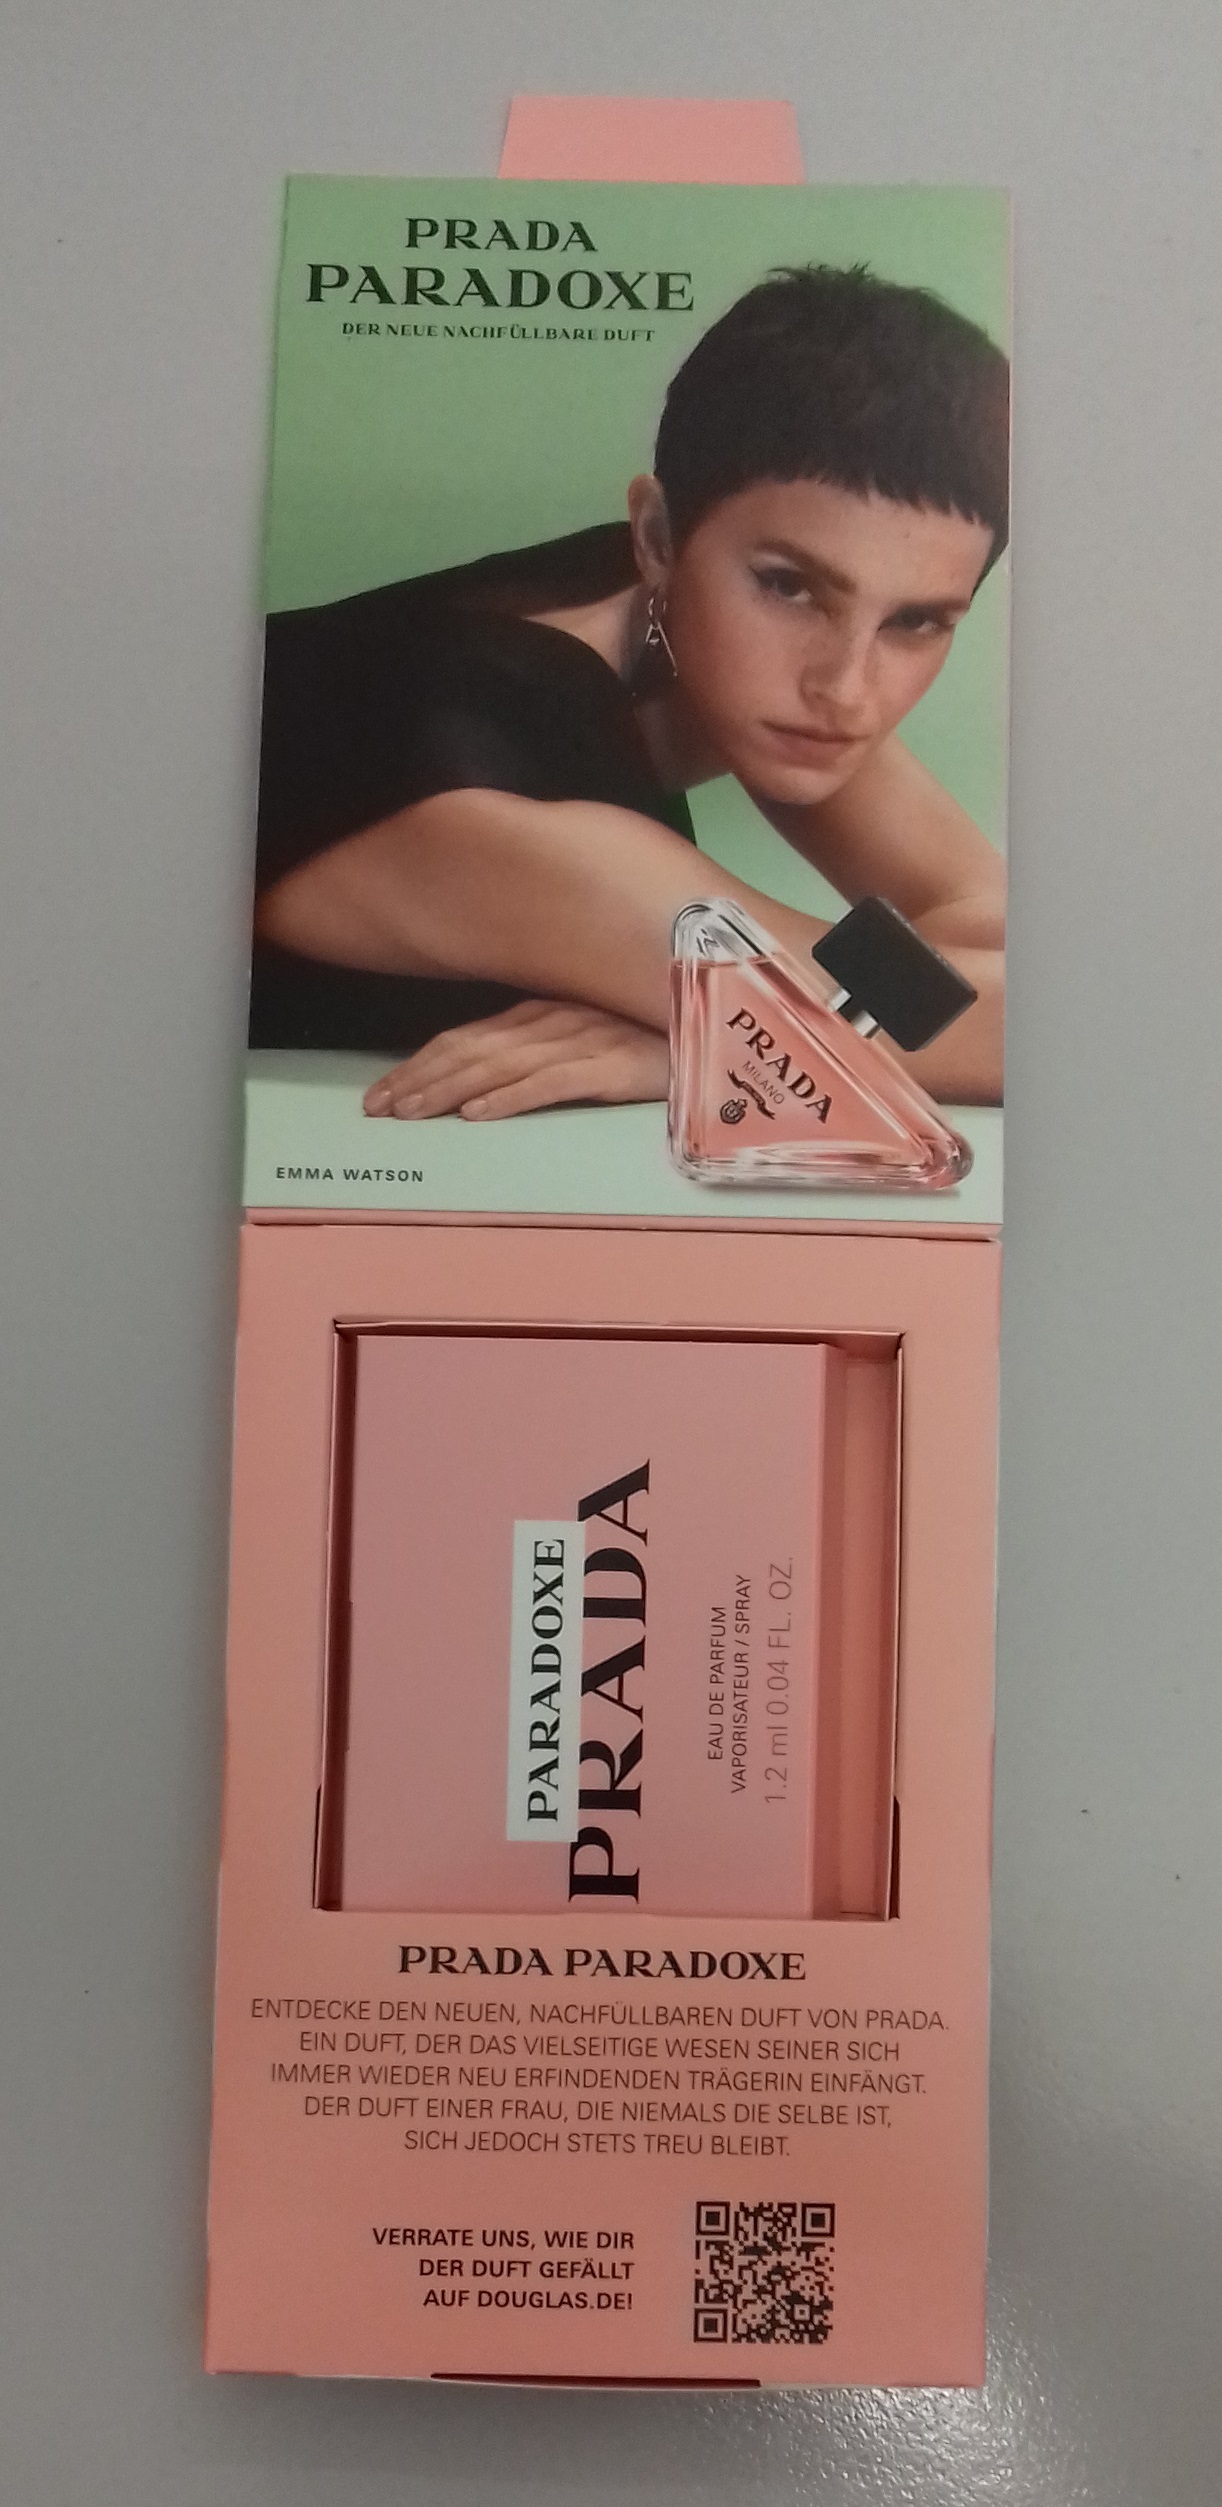 PRADA
PARADOXE
DER NEUE NACHFÜLLBARE DUFT
PRADA
MILANO
EMMA WATSON
PARADOXE
PRADA
EAU DE PARFUM
VAPORISATEUR / SPRAY
1.2 ml 0.04 FL. OZ.
PRADA PARADOXE
ENTDECKE DEN NEUEN, NACHFÜLLBAREN DUFT VON PRADA.
EIN DUFT, DER DAS VIELSEITIGE WESEN SEINER SICH
IMMER WIEDER NEU ERFINDENDEN TRÄGERIN EINFÄNGT.
DER DUFT EINER FRAU, DIE NIEMALS DIE SELBE IST,
SICH JEDOCH STETS TREU BLEIBT.
VERRATE UNS, WIE DIR
DER DUFT GEFÄLLT
AUF DOUGLAS.DE!